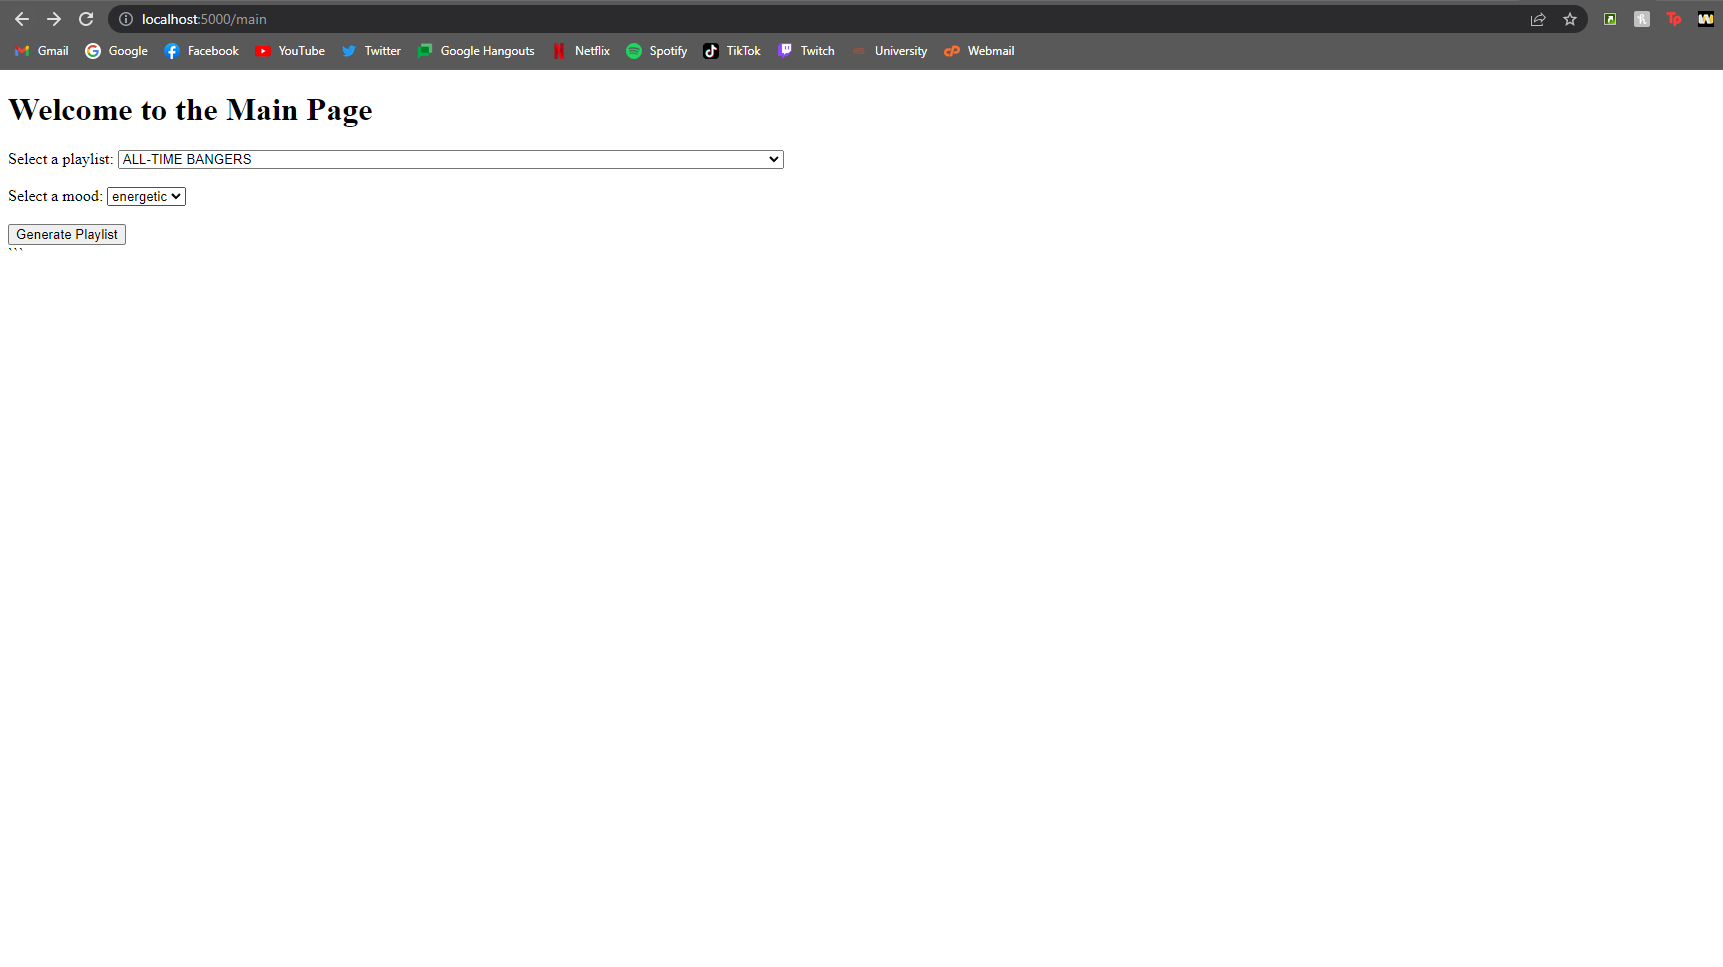 localhost:5000/main
Gmail Google Facebook YouTube Twitter Google Hangouts Netflix Spotify TikTok Twitch University Webmail
Welcome to the Main Page
Select a playlist: ALL-TIME BANGERS
Select a mood: energetic
Generate Playlist
```